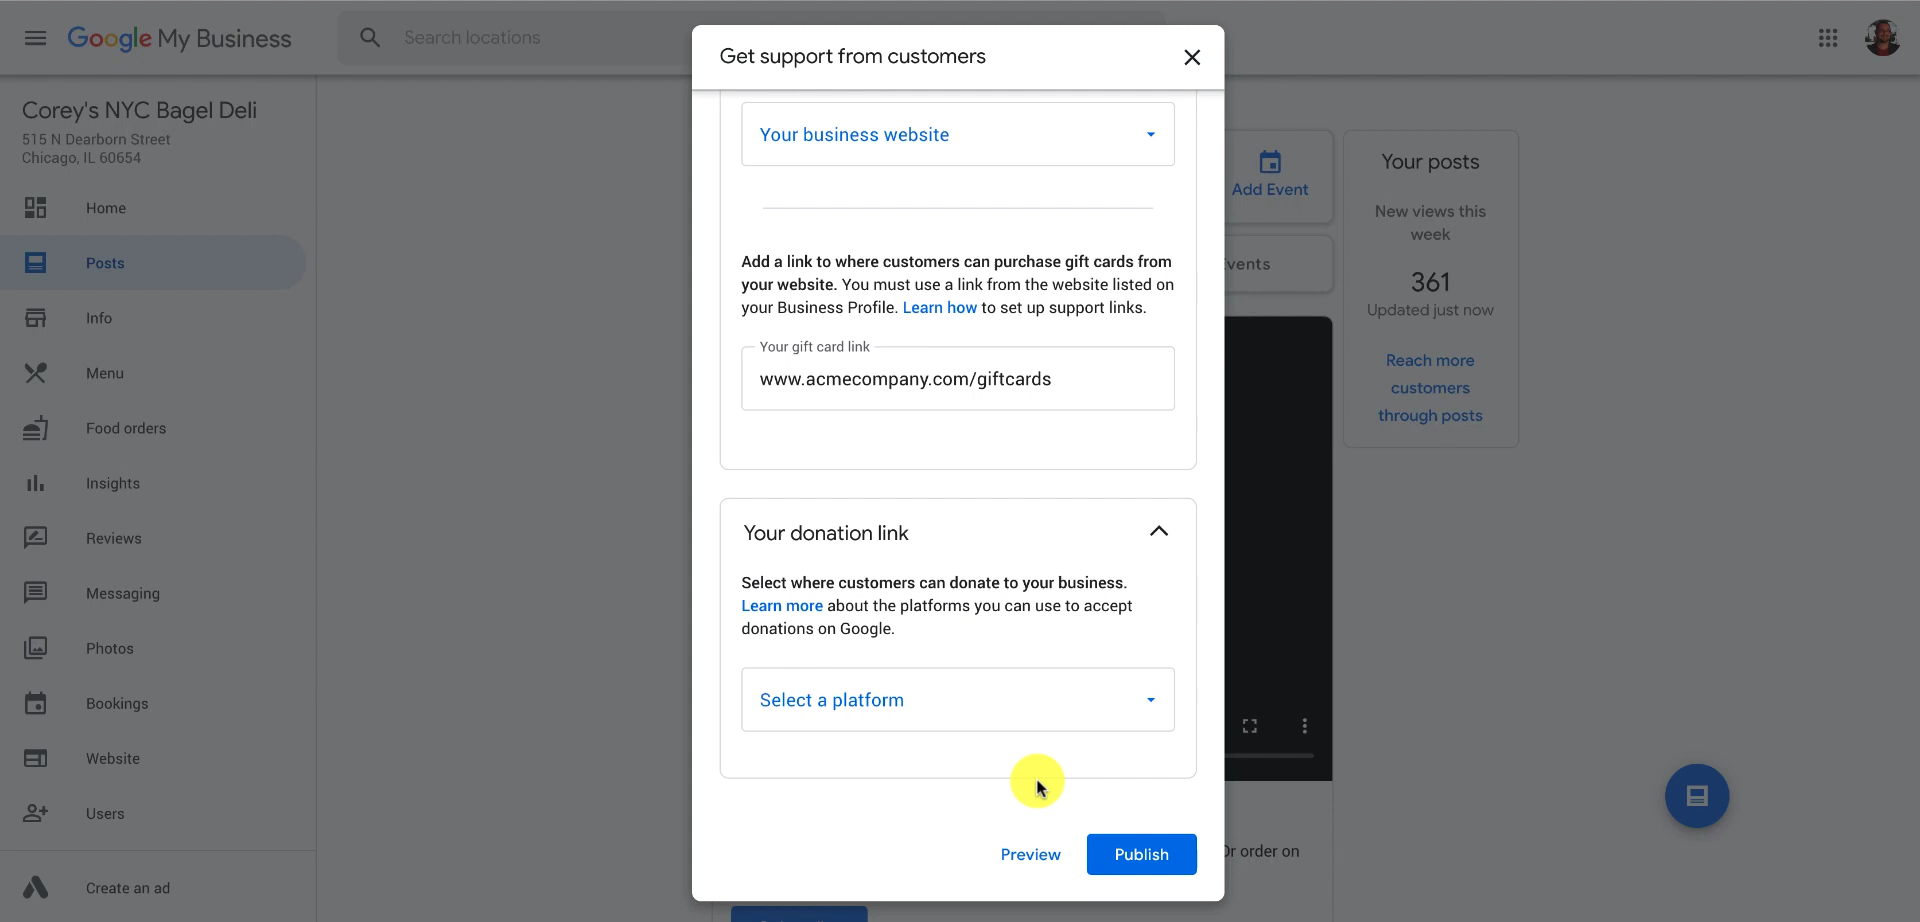 Google My Business
Search locations
Corey's NYC Bagel Deli
515 N Dearborn Street
Chicago, IL 60654
Home
Posts
Info
Menu
Food orders
Insights
Reviews
Messaging
Photos
Bookings
Website
Users
Create an ad
Get support from customers
Your business website
Add a link to where customers can purchase gift cards from
your website. You must use a link from the website listed on
your Business Profile. Learn how to set up support links.
Your gift card link
www.acmecompany.com/giftcards
Your donation link
Select where customers can donate to your business.
Learn more about the platforms you can use to accept
donations on Google.
Select a platform
Preview
Publish
Add Event
order on
Your posts
New views this
week
361
Updated just now
Reach more
customers
through posts